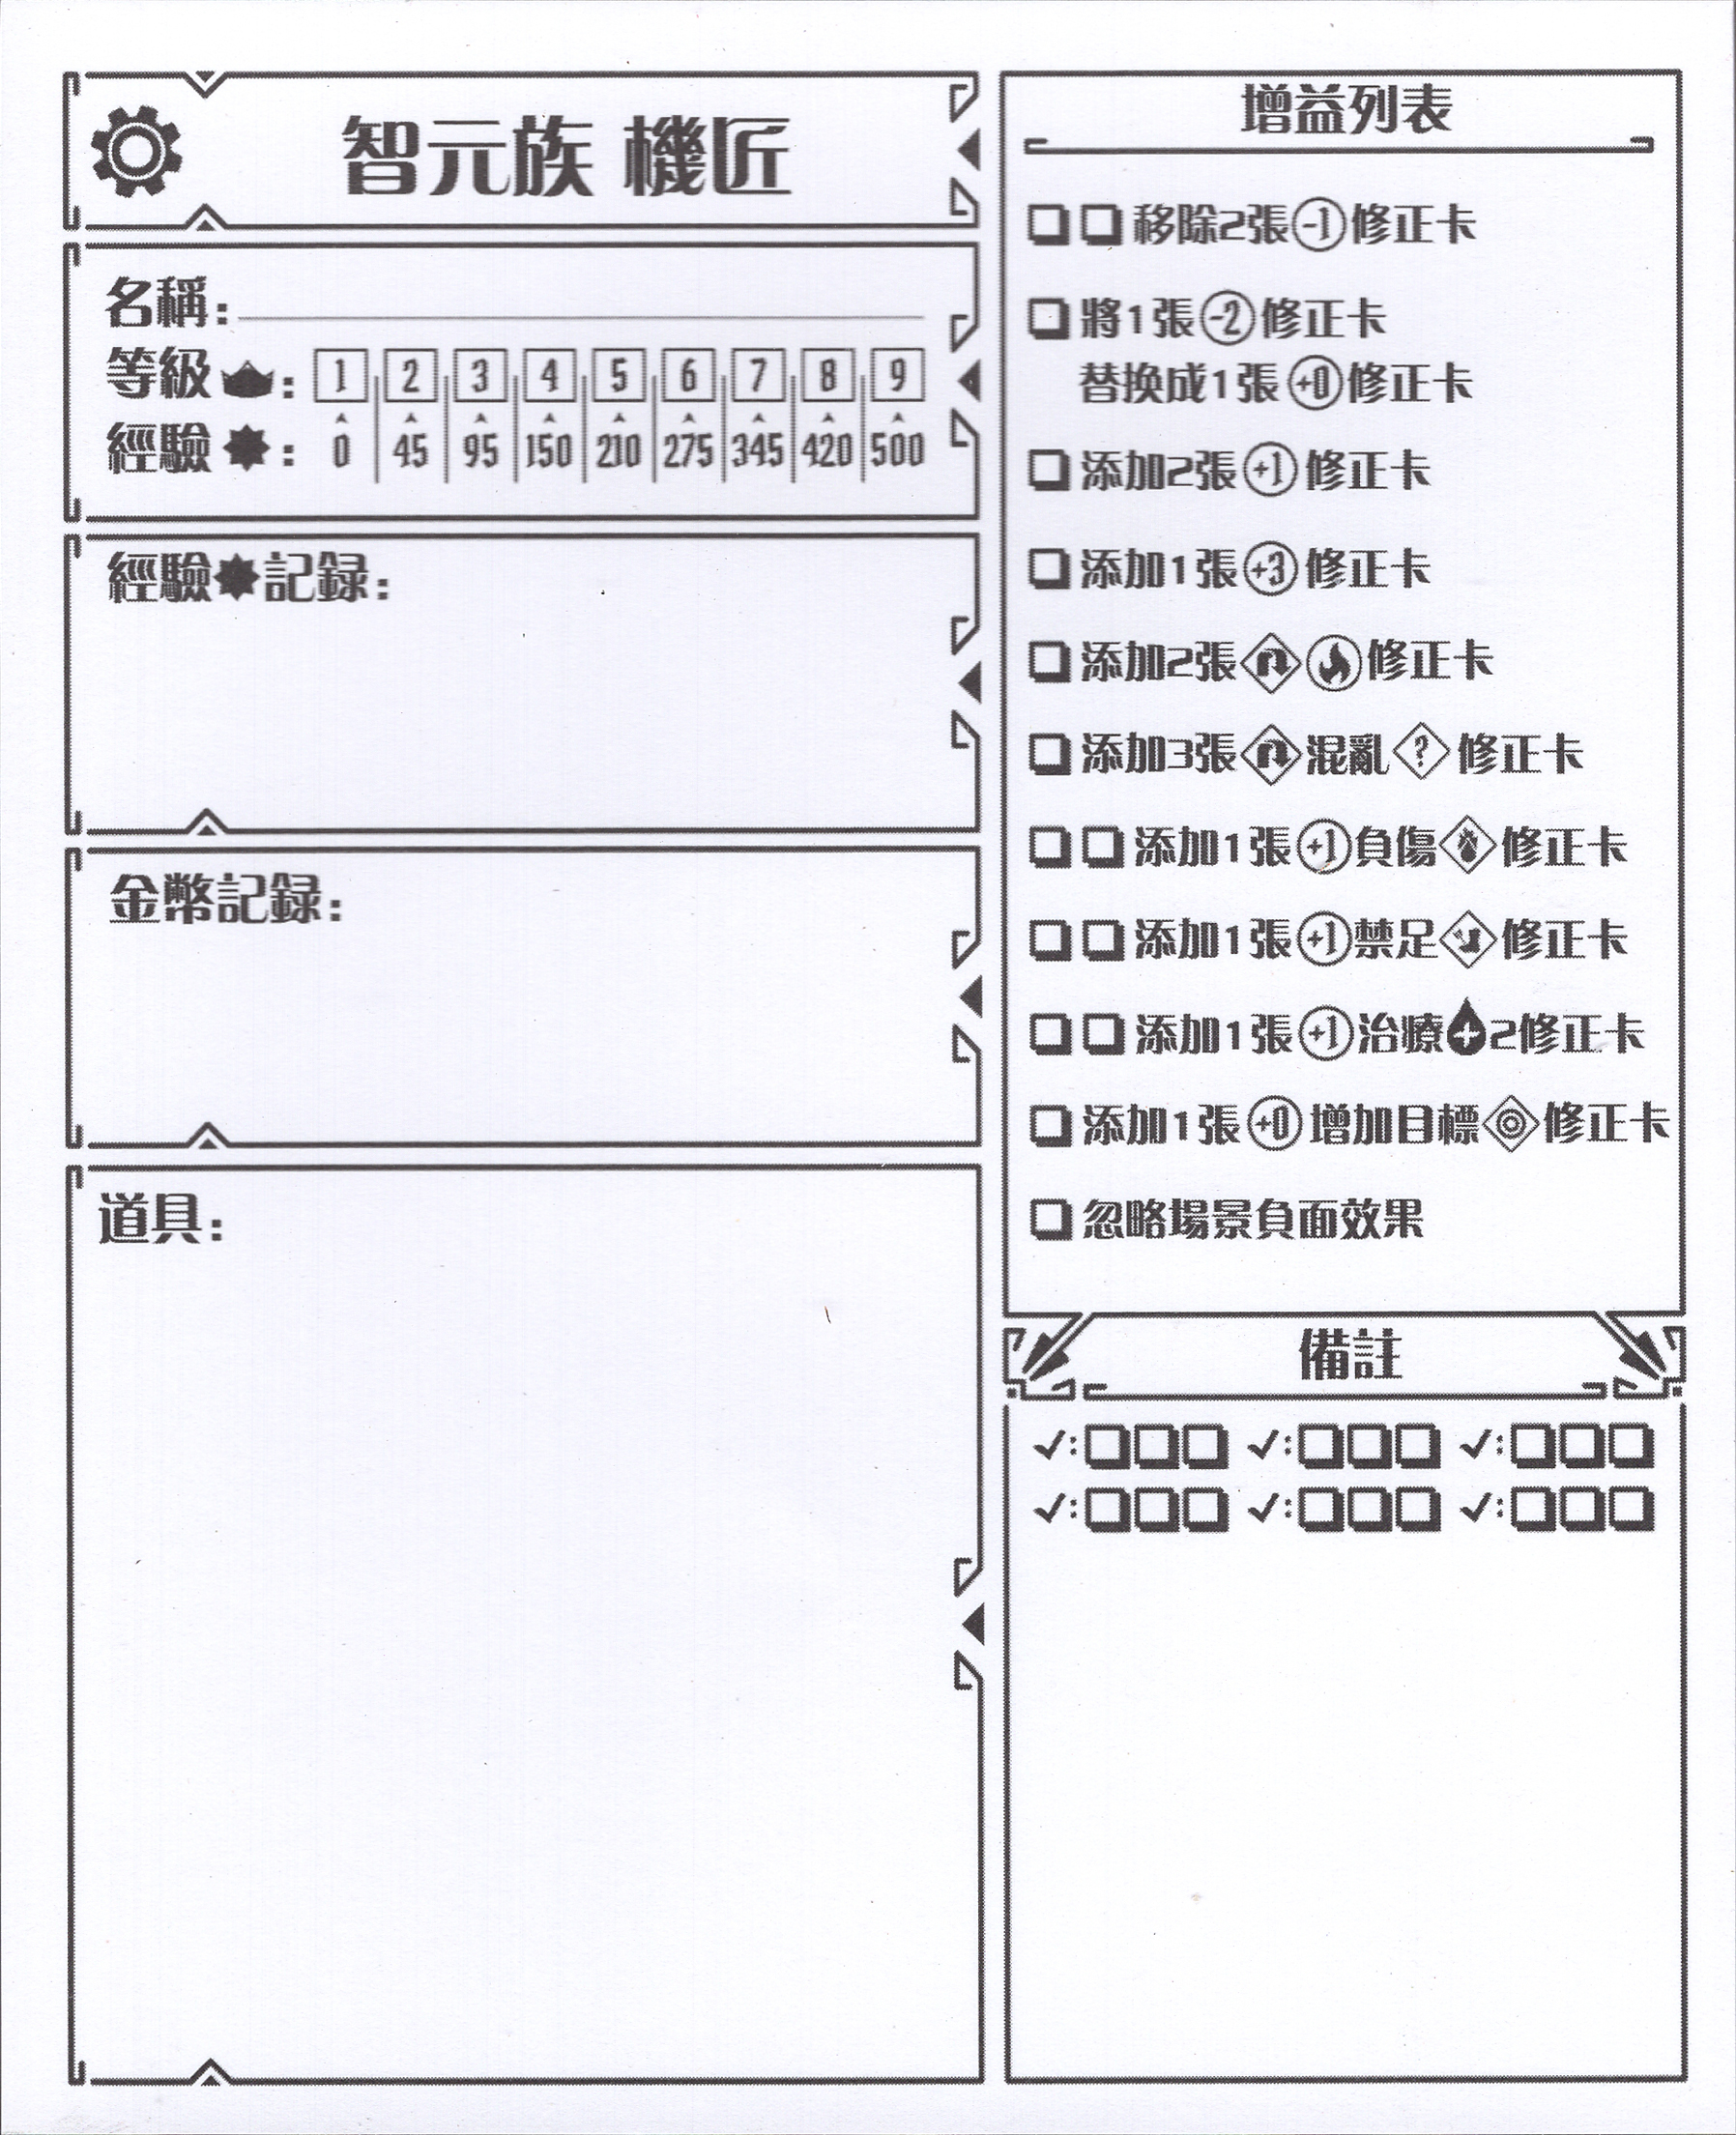 智元族 機匠
名稱:
等級: 1 2 3 4 5 6 7 8 9
經驗: 0 45 95 150 210 275 345 420 500
經驗記録:
金幣記録:
道具:
增益列表
移除2張-1修正卡
將1張-2修正卡
替換成1張+0修正卡
添加2張+1修正卡
添加1張+3修正卡
添加2張修正卡
添加3張混亂?修正卡
添加1張+1負傷修正卡
添加1張+1禁足修正卡
添加1張+1治療+2修正卡
添加1張+0增加目標修正卡
忽略場景負面效果
備註
✓: ✓: ✓:
✓: ✓: ✓: